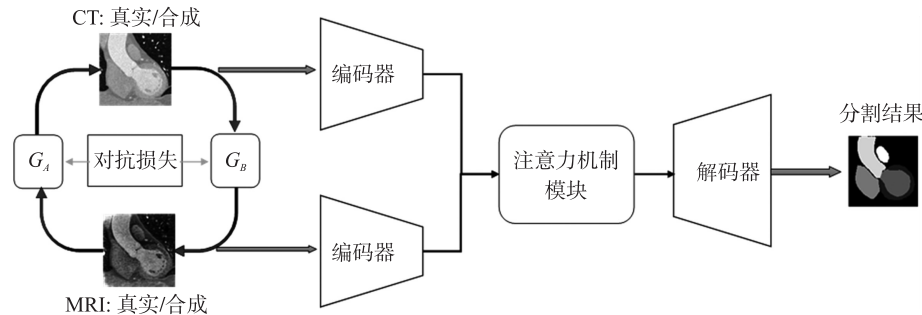 CT: 真实/合成
编码器
分割结果
G_A
对抗损失
G_B
注意力机制
模块
解码器
编码器
MRI: 真实/合成